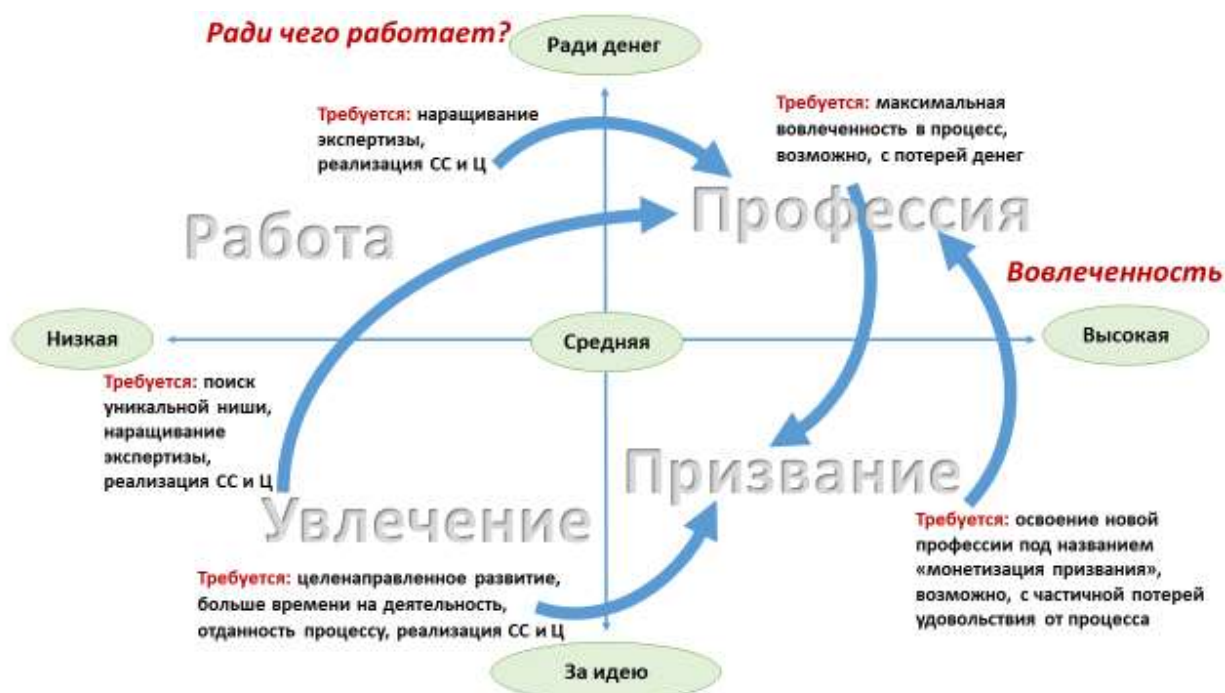 Ради чего работает?
Ради денег
Требуется: наращивание
экспертизы,
реализация СС и Ц
Требуется: максимальная
вовлеченность в процесс,
возможно, с потерей денег
Работа
Профессия
Вовлеченность
Низкая
Средняя
Высокая
Требуется: поиск
уникальной ниши,
наращивание
экспертизы,
реализация СС и Ц
Увлечение
Призвание
Требуется: целенаправленное развитие,
больше времени на деятельность,
отданность процессу, реализация СС и Ц
Требуется: освоение новой
профессии под названием
«монетизация призвания»,
возможно, с частичной потерей
удовольствия от процесса
За идею